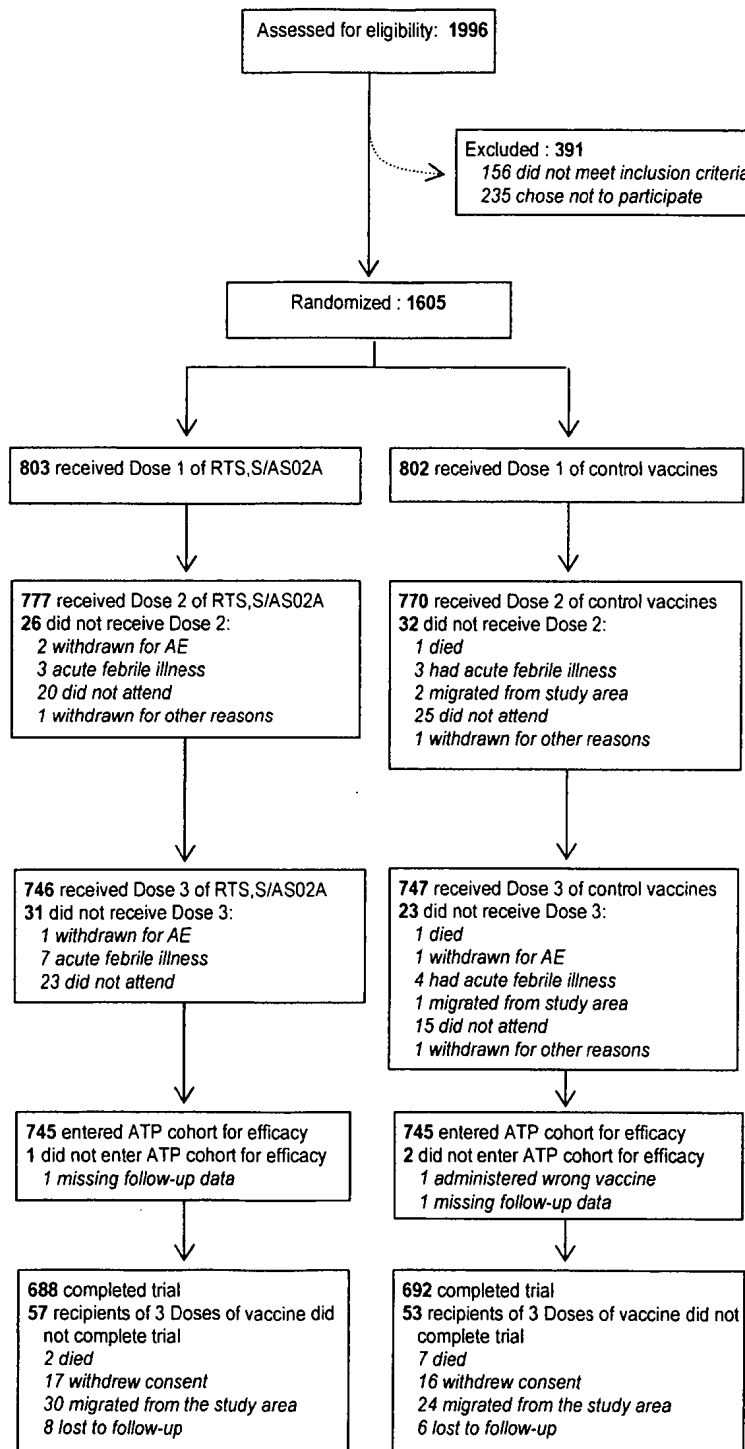 Assessed for eligibility: 1996
Excluded : 391
156 did not meet inclusion criteria
235 chose not to participate
Randomized : 1605
803 received Dose 1 of RTS,S/AS02A
802 received Dose 1 of control vaccines
777 received Dose 2 of RTS,S/AS02A
26 did not receive Dose 2:
2 withdrawn for AE
3 acute febrile illness
20 did not attend
1 withdrawn for other reasons
770 received Dose 2 of control vaccines
32 did not receive Dose 2:
1 died
3 had acute febrile illness
2 migrated from study area
25 did not attend
1 withdrawn for other reasons
746 received Dose 3 of RTS,S/AS02A
31 did not receive Dose 3:
1 withdrawn for AE
7 acute febrile illness
23 did not attend
747 received Dose 3 of control vaccines
23 did not receive Dose 3:
1 died
1 withdrawn for AE
4 had acute febrile illness
1 migrated from study area
15 did not attend
1 withdrawn for other reasons
745 entered ATP cohort for efficacy
1 did not enter ATP cohort for efficacy
1 missing follow-up data
745 entered ATP cohort for efficacy
2 did not enter ATP cohort for efficacy
1 administered wrong vaccine
1 missing follow-up data
688 completed trial
57 recipients of 3 Doses of vaccine did
not complete trial
2 died
17 withdrew consent
30 migrated from the study area
8 lost to follow-up
692 completed trial
53 recipients of 3 Doses of vaccine did not
complete trial
7 died
16 withdrew consent
24 migrated from the study area
6 lost to follow-up